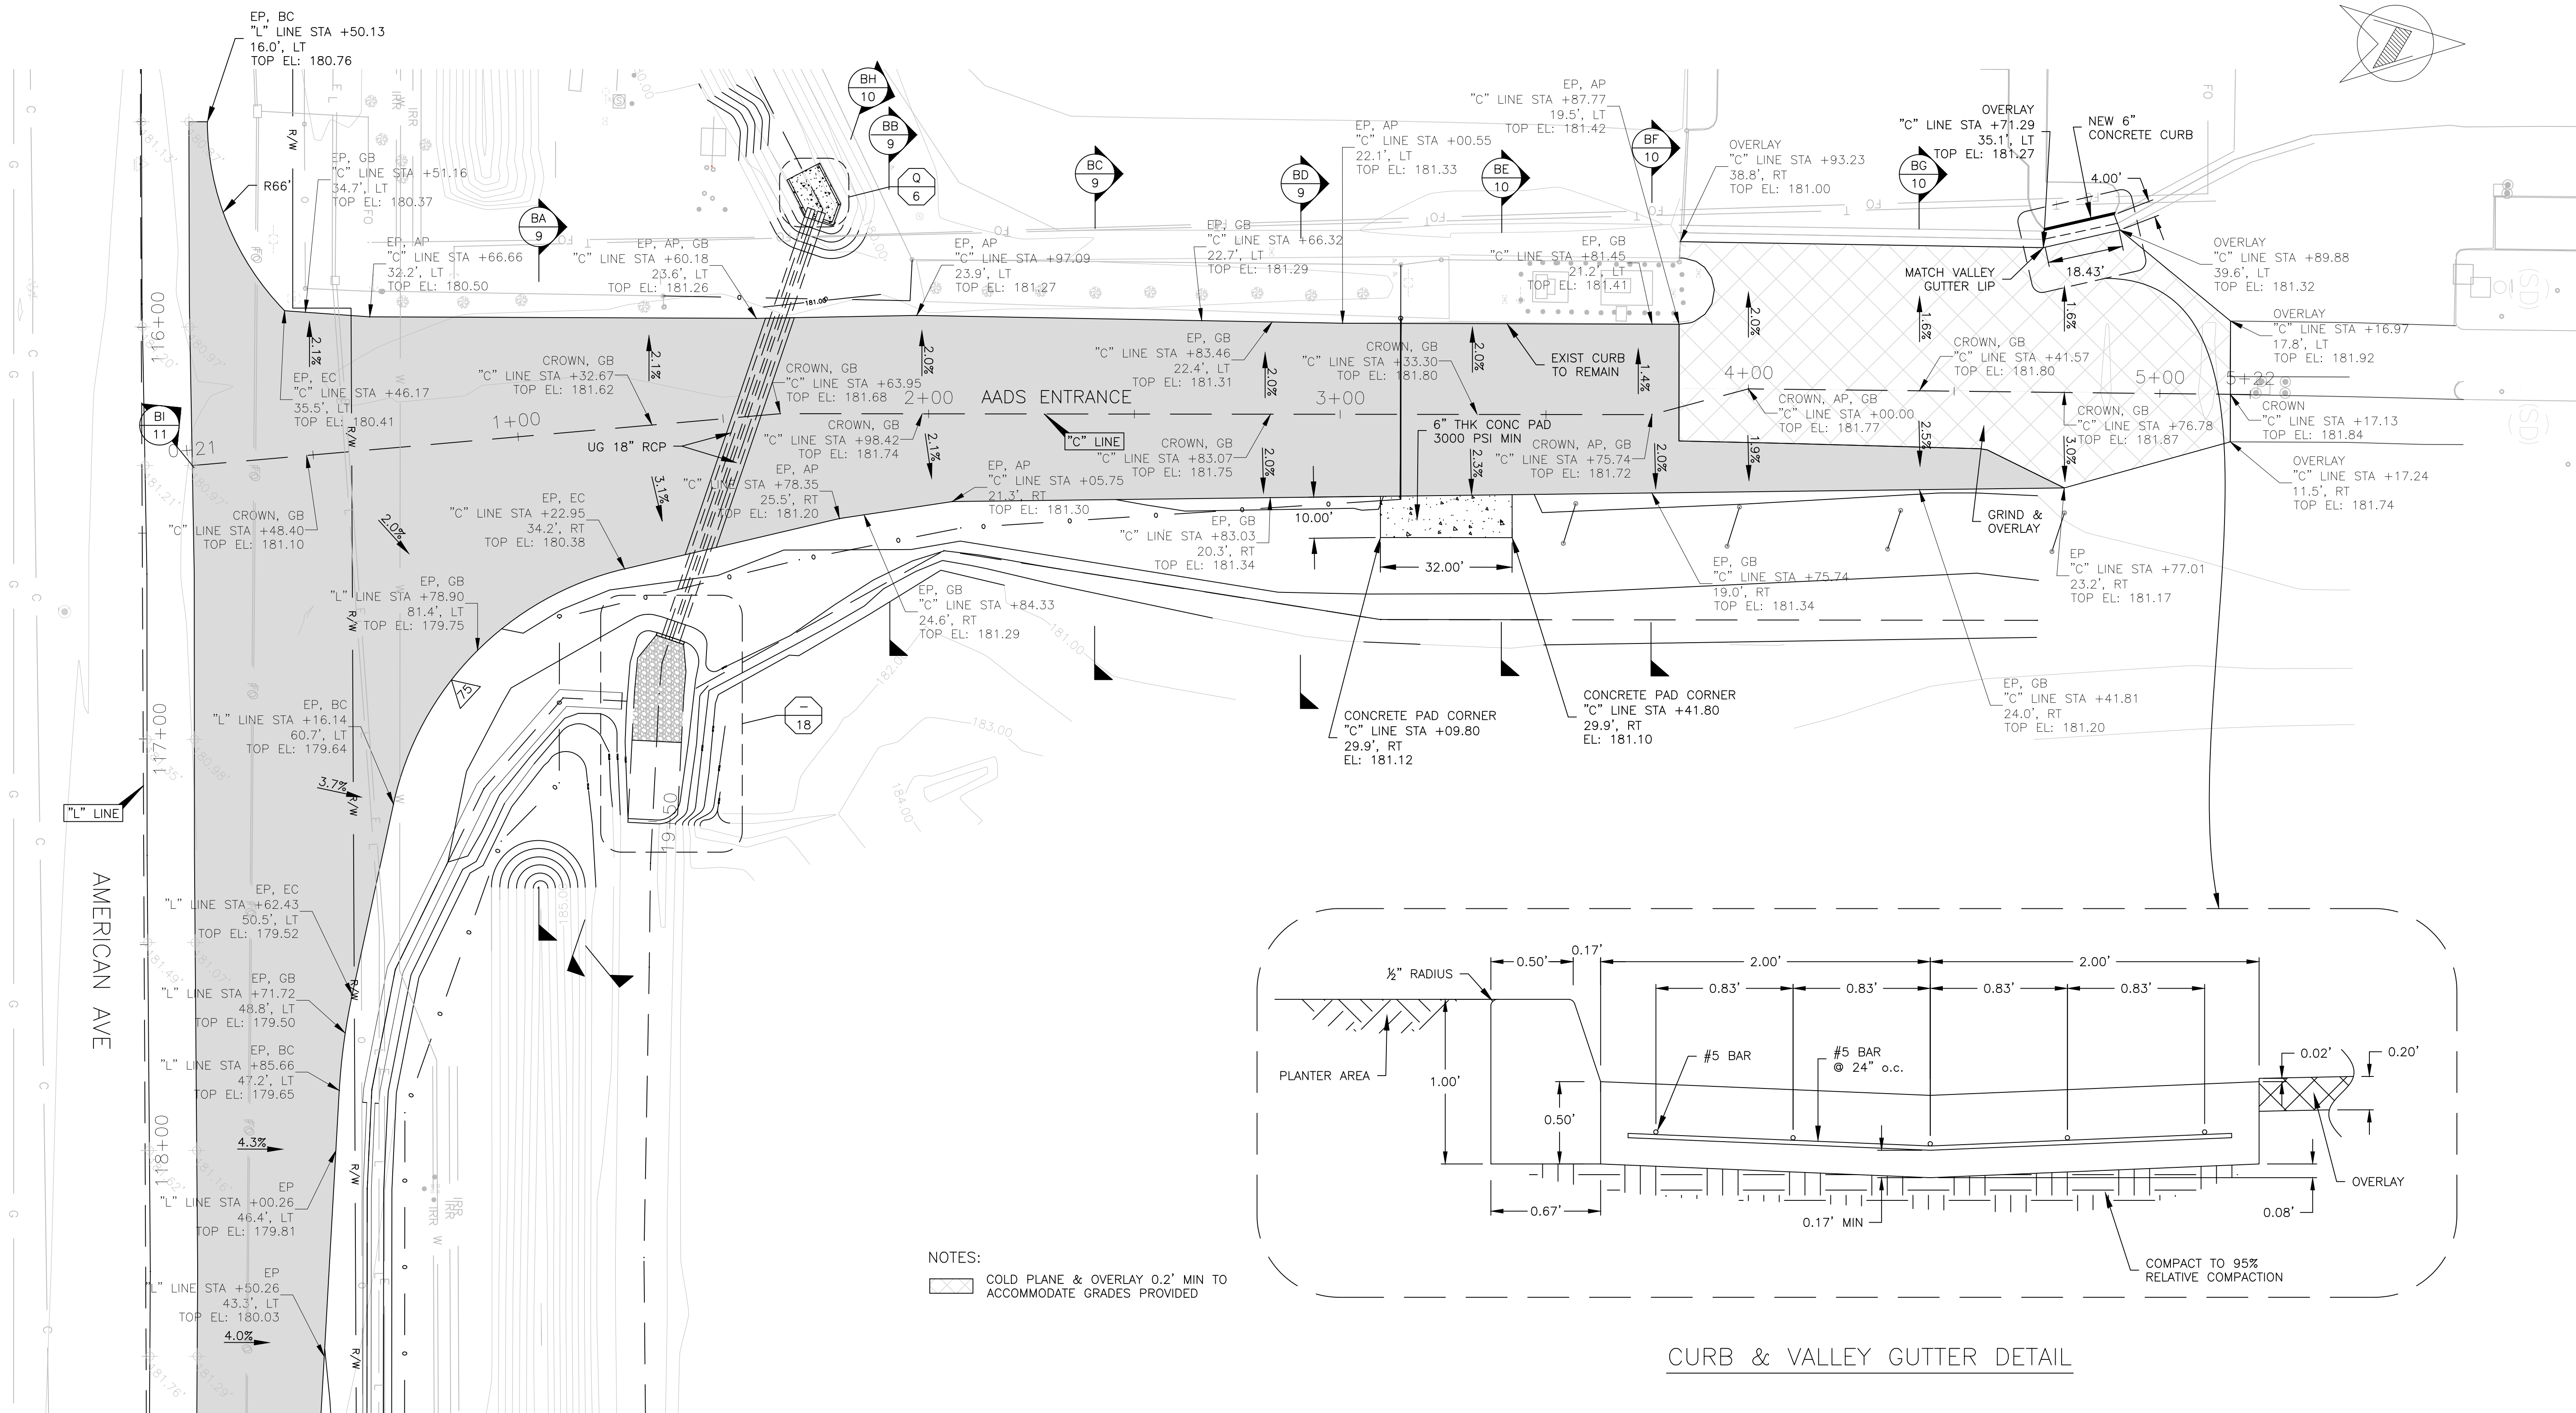 EP, BC
"L" LINE STA +50.13
16.0', LT
TOP EL: 180.76
R/W
R66'
EP, GB
"C" LINE STA +51.16
34.7', LT
TOP EL: 180.37
EP, AP
"C" LINE STA +66.66
32.2', LT
TOP EL: 180.50
BA
9
EP, AP, GB
"C" LINE STA +60.18
23.6', LT
TOP EL: 181.26
BH
10
BB
9
Q
6
EP, AP
"C" LINE STA +97.09
23.9', LT
TOP EL: 181.27
181.00
BC
9
EP, GB
"C" LINE STA +66.32
22.7', LT
TOP EL: 181.29
BD
9
EP, AP
"C" LINE STA +00.55
22.1', LT
TOP EL: 181.33
BE
10
EP, AP
"C" LINE STA +87.77
19.5', LT
TOP EL: 181.42
BF
10
EP, GB
"C" LINE STA +81.45
21.2', LT
TOP EL: 181.41
OVERLAY
"C" LINE STA +93.23
38.8', RT
TOP EL: 181.00
BG
10
OVERLAY
"C" LINE STA +71.29
35.1', LT
TOP EL: 181.27
NEW 6"
CONCRETE CURB
4.00'
18.43'
MATCH VALLEY
GUTTER LIP
OVERLAY
"C" LINE STA +89.88
39.6', LT
TOP EL: 181.32
OVERLAY
"C" LINE STA +16.97
17.8', LT
TOP EL: 181.92
EP, EC
"C" LINE STA +46.17
35.5', LT
TOP EL: 180.41
2.1%
CROWN, GB
"C" LINE STA +32.67
TOP EL: 181.62
2.1%
CROWN, GB
"C" LINE STA +63.95
TOP EL: 181.68
2.0%
AADS ENTRANCE
EP, GB
"C" LINE STA +83.46
22.4', LT
TOP EL: 181.31
2.0%
CROWN, GB
"C" LINE STA +33.30
TOP EL: 181.80
2.0%
EXIST CURB
TO REMAIN
1.4%
2.0%
1.6%
1.6%
CROWN, GB
"C" LINE STA +41.57
TOP EL: 181.80
BI
11
0+21
1+00
2+00
3+00
4+00
5+00
5+22
116+00
UG 18" RCP
CROWN, GB
"C" LINE STA +98.42
TOP EL: 181.74
2.1%
"C" LINE
CROWN, GB
"C" LINE STA +83.07
TOP EL: 181.75
2.0%
6" THK CONC PAD
3000 PSI MIN
2.3%
CROWN, AP, GB
"C" LINE STA +75.74
TOP EL: 181.72
2.0%
CROWN, AP, GB
"C" LINE STA +00.00
TOP EL: 181.77
1.9%
2.5%
3.0%
CROWN, GB
"C" LINE STA +76.78
TOP EL: 181.87
CROWN
"C" LINE STA +17.13
TOP EL: 181.84
OVERLAY
"C" LINE STA +17.24
11.5', RT
TOP EL: 181.74
CROWN, GB
"C" LINE STA +48.40
TOP EL: 181.10
2.0%
EP, EC
"C" LINE STA +22.95
34.2', RT
TOP EL: 180.38
3.1%
EP, AP
"C" LINE STA +78.35
25.5', RT
TOP EL: 181.20
EP, AP
"C" LINE STA +05.75
21.3', RT
TOP EL: 181.30
EP, GB
"C" LINE STA +83.03
20.3', RT
TOP EL: 181.34
10.00'
32.00'
EP, GB
"C" LINE STA +75.74
19.0', RT
TOP EL: 181.34
GRIND &
OVERLAY
EP
"C" LINE STA +77.01
23.2', RT
TOP EL: 181.17
EP, GB
"L" LINE STA +78.90
81.4', LT
TOP EL: 179.75
EP, GB
"C" LINE STA +84.33
24.6', RT
TOP EL: 181.29
181.00
182.00
183.00
184.00
185.00
75
–
18
CONCRETE PAD CORNER
"C" LINE STA +09.80
29.9', RT
EL: 181.12
CONCRETE PAD CORNER
"C" LINE STA +41.80
29.9', RT
EL: 181.10
EP, GB
"C" LINE STA +41.81
24.0', RT
TOP EL: 181.20
117+00
EP, BC
"L" LINE STA +16.14
60.7', LT
TOP EL: 179.64
3.7%
"L" LINE
19+50
AMERICAN AVE
EP, EC
"L" LINE STA +62.43
50.5', LT
TOP EL: 179.52
EP, GB
"L" LINE STA +71.72
48.8', LT
TOP EL: 179.50
EP, BC
"L" LINE STA +85.66
47.2', LT
TOP EL: 179.65
118+00
4.3%
EP
"L" LINE STA +00.26
46.4', LT
TOP EL: 179.81
EP
"L" LINE STA +50.26
43.3', LT
TOP EL: 180.03
4.0%
NOTES:
COLD PLANE & OVERLAY 0.2' MIN TO
ACCOMMODATE GRADES PROVIDED
½" RADIUS
0.50'
0.17'
2.00'
2.00'
0.83'
0.83'
0.83'
0.83'
PLANTER AREA
1.00'
0.50'
#5 BAR
#5 BAR
@ 24" o.c.
0.02'
0.20'
OVERLAY
0.67'
0.17' MIN
0.08'
COMPACT TO 95%
RELATIVE COMPACTION
CURB & VALLEY GUTTER DETAIL